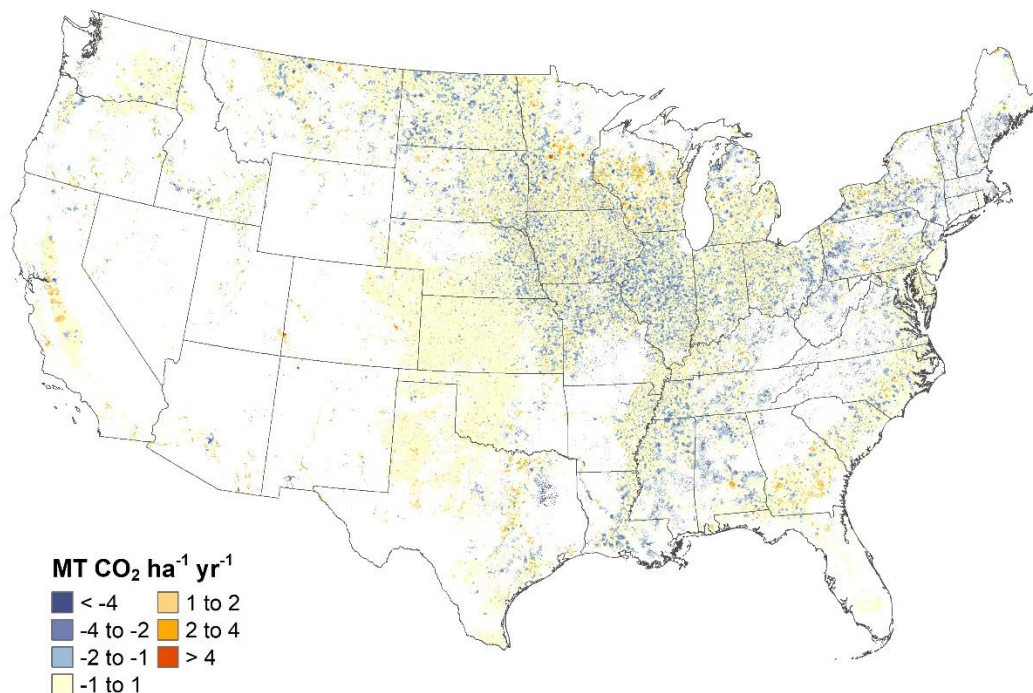 MT CO₂ ha⁻¹ yr⁻¹
< -4
1 to 2
-4 to -2
2 to 4
-2 to -1
> 4
-1 to 1